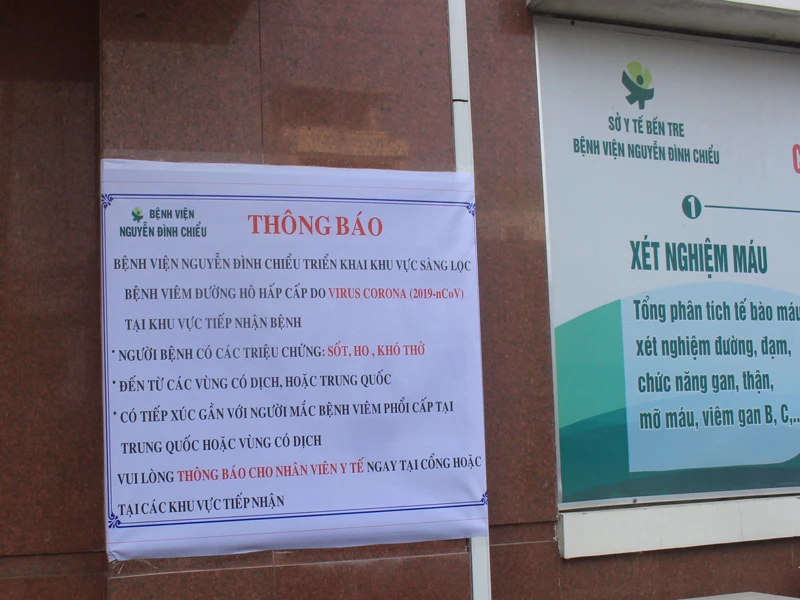 BỆNH VIỆN
NGUYỄN ĐÌNH CHIỂU
THÔNG BÁO
BỆNH VIỆN NGUYỄN ĐÌNH CHIỂU TRIỂN KHAI KHU VỰC SÀNG LỌC
BỆNH VIÊM ĐƯỜNG HÔ HẤP CẤP DO VIRUS CORONA (2019-nCoV)
TẠI KHU VỰC TIẾP NHẬN BỆNH
* NGƯỜI BỆNH CÓ CÁC TRIỆU CHỨNG: SỐT, HO , KHÓ THỞ
* ĐẾN TỪ CÁC VÙNG CÓ DỊCH, HOẶC TRUNG QUỐC
* CÓ TIẾP XÚC GẦN VỚI NGƯỜI MẮC BỆNH VIÊM PHỔI CẤP TẠI
TRUNG QUỐC HOẶC VÙNG CÓ DỊCH
VUI LÒNG THÔNG BÁO CHO NHÂN VIÊN Y TẾ NGAY TẠI CỔNG HOẶC
TẠI CÁC KHU VỰC TIẾP NHẬN
SỞ Y TẾ BẾN TRE
BỆNH VIỆN NGUYỄN ĐÌNH CHIỂU
1
XÉT NGHIỆM MÁU
Tổng phân tích tế bào máu,
xét nghiệm đường, đạm,
chức năng gan, thận,
mỡ máu, viêm gan B, C,...